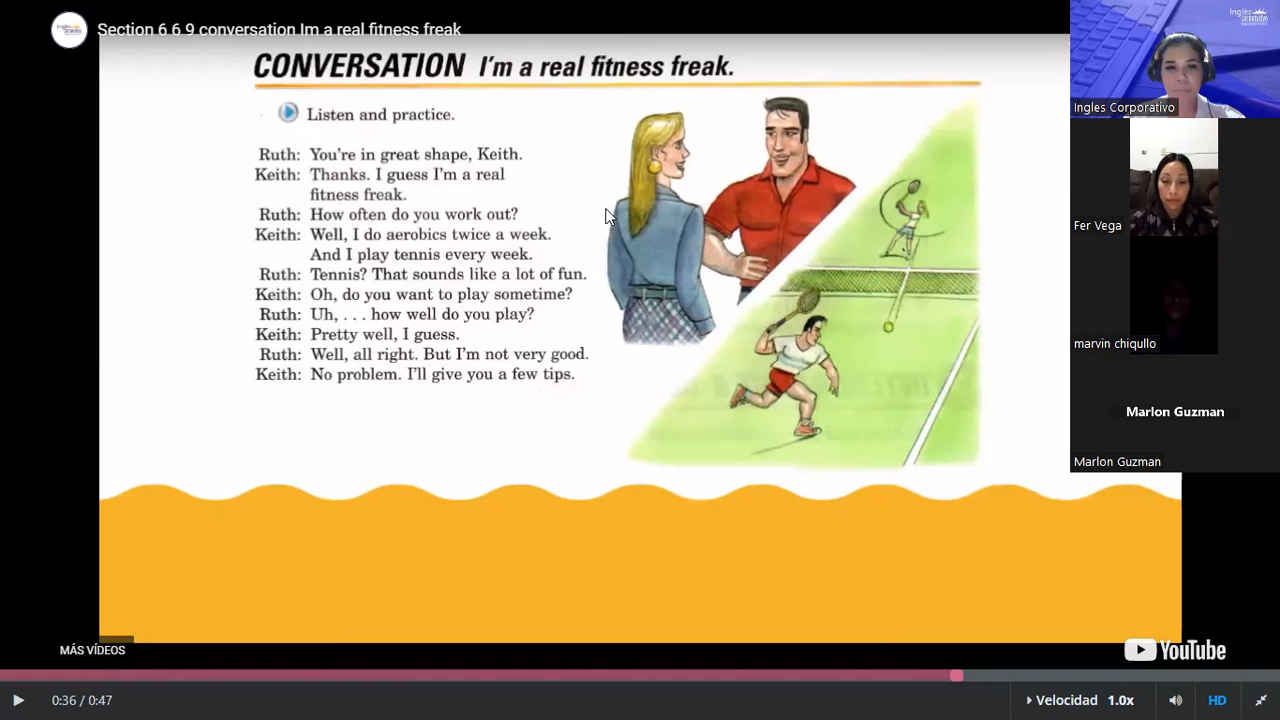 Section 6 6 9 conversation Im a real fitness freak
CONVERSATION I'm a real fitness freak.
Listen and practice.
Ruth: You're in great shape, Keith.
Keith: Thanks. I guess I'm a real
fitness freak.
Ruth: How often do you work out?
Keith: Well, I do aerobics twice a week.
And I play tennis every week.
Ruth: Tennis? That sounds like a lot of fun.
Keith: Oh, do you want to play sometime?
Ruth: Uh, . . . how well do you play?
Keith: Pretty well, I guess.
Ruth: Well, all right. But I'm not very good.
Keith: No problem. I'll give you a few tips.
Inglés
Ingles Corporativo
Fer Vega
marvin chiqullo
Marlon Guzman
Marlon Guzman
MÁS VÍDEOS
YouTube
0:36 / 0:47
Velocidad 1.0x
HD